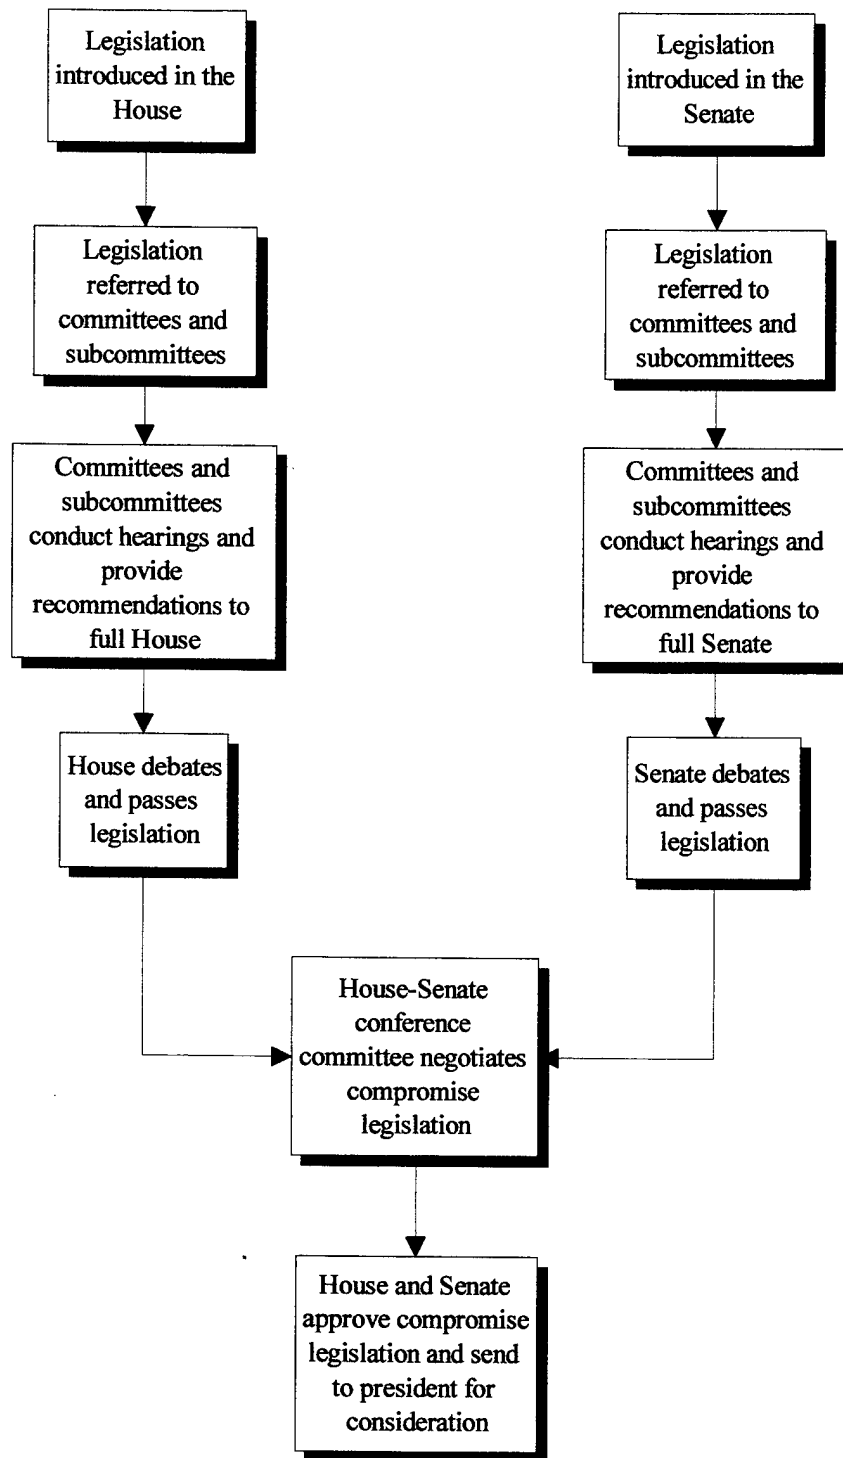 Legislation
introduced in the
House
Legislation
introduced in the
Senate
Legislation
referred to
committees and
subcommittees
Legislation
referred to
committees and
subcommittees
Committees and
subcommittees
conduct hearings and
provide
recommendations to
full House
Committees and
subcommittees
conduct hearings and
provide
recommendations to
full Senate
House debates
and passes
legislation
Senate debates
and passes
legislation
House-Senate
conference
committee negotiates
compromise
legislation
House and Senate
approve compromise
legislation and send
to president for
consideration